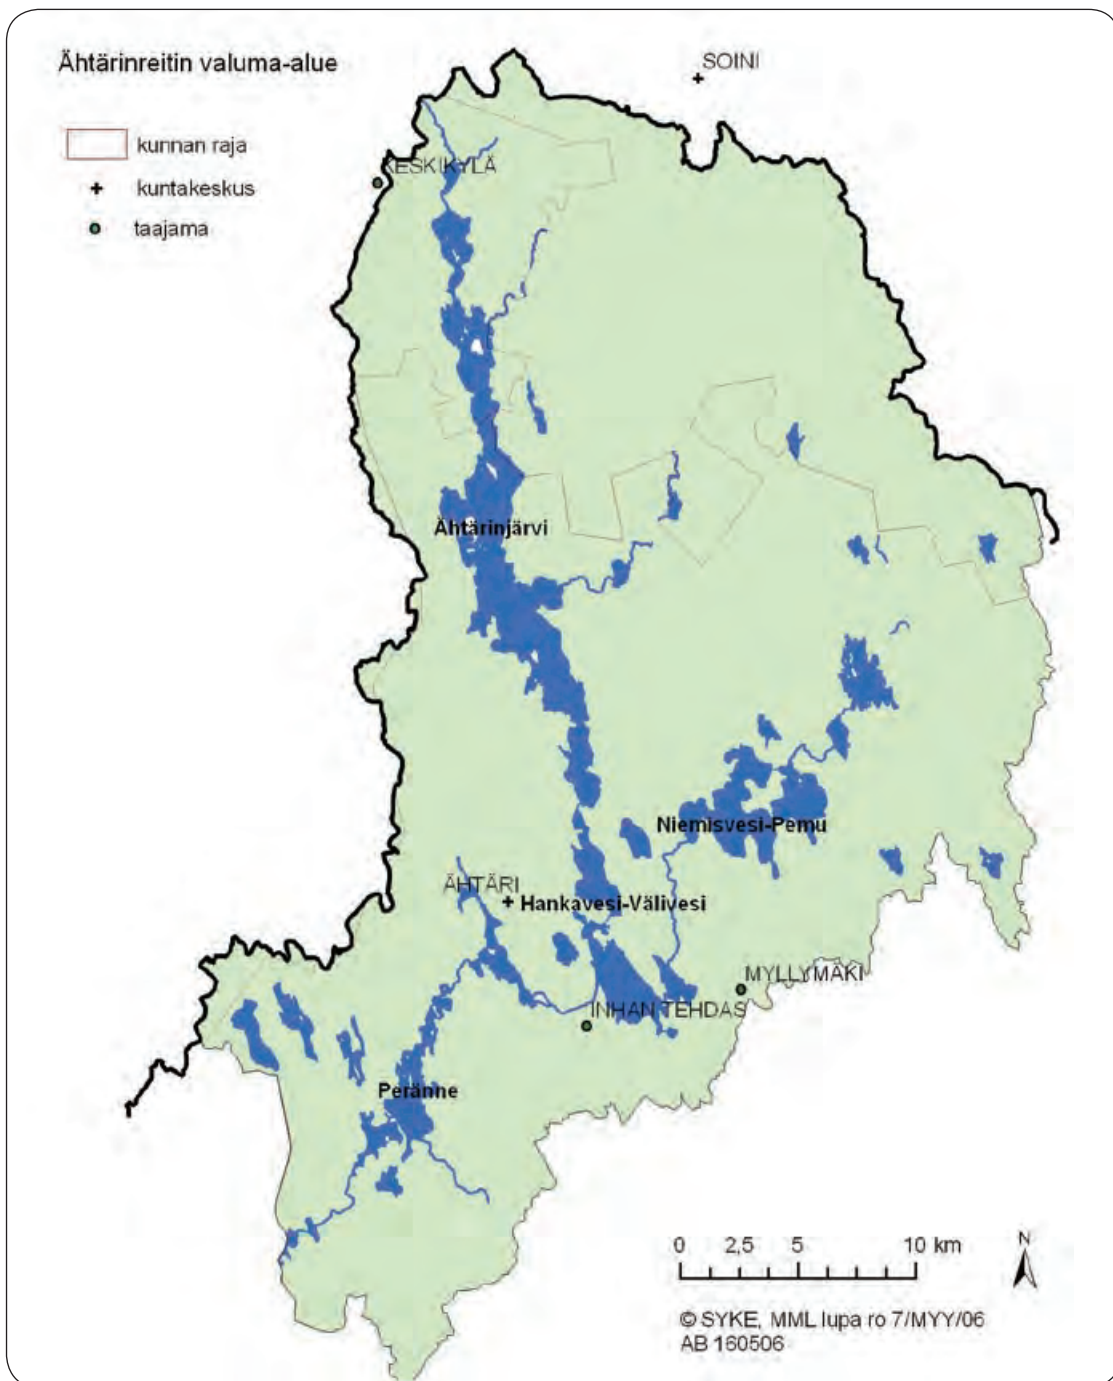 Ähtärinreitin valuma-alue
SOINI
kunnan raja
KESKIKYLÄ
kuntakeskus
taajama
Ähtärinjärvi
Niemisvesi-Pemu
ÄHTÄRI
Hankavesi-Välivesi
MYLLYMÄKI
INHAN TEHDAS
Peränne
0 2,5 5 10 km
N
© SYKE, MML lupa ro 7/MYY/06
AB 160506